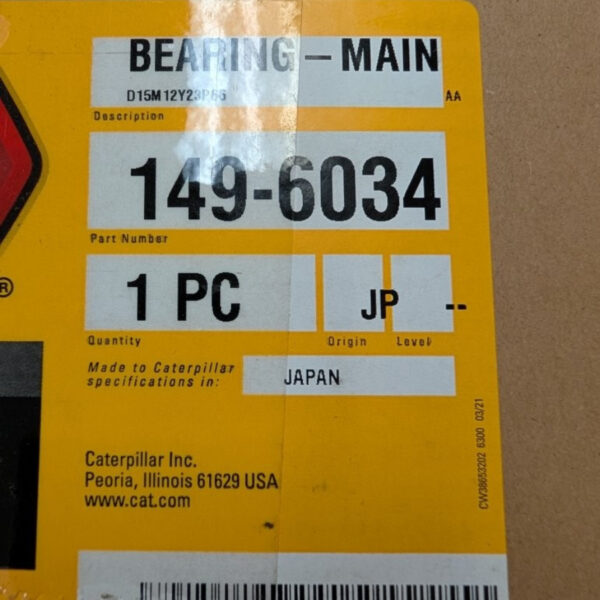 BEARING – MAIN
D15M12Y23P66 AA
Description
149-6034
Part Number
1 PC
JP --
Quantity Origin Level
Made to Caterpillar
specifications in: JAPAN
®
Caterpillar Inc.
Peoria, Illinois 61629 USA
www.cat.com
CW38653202 6300 03/21